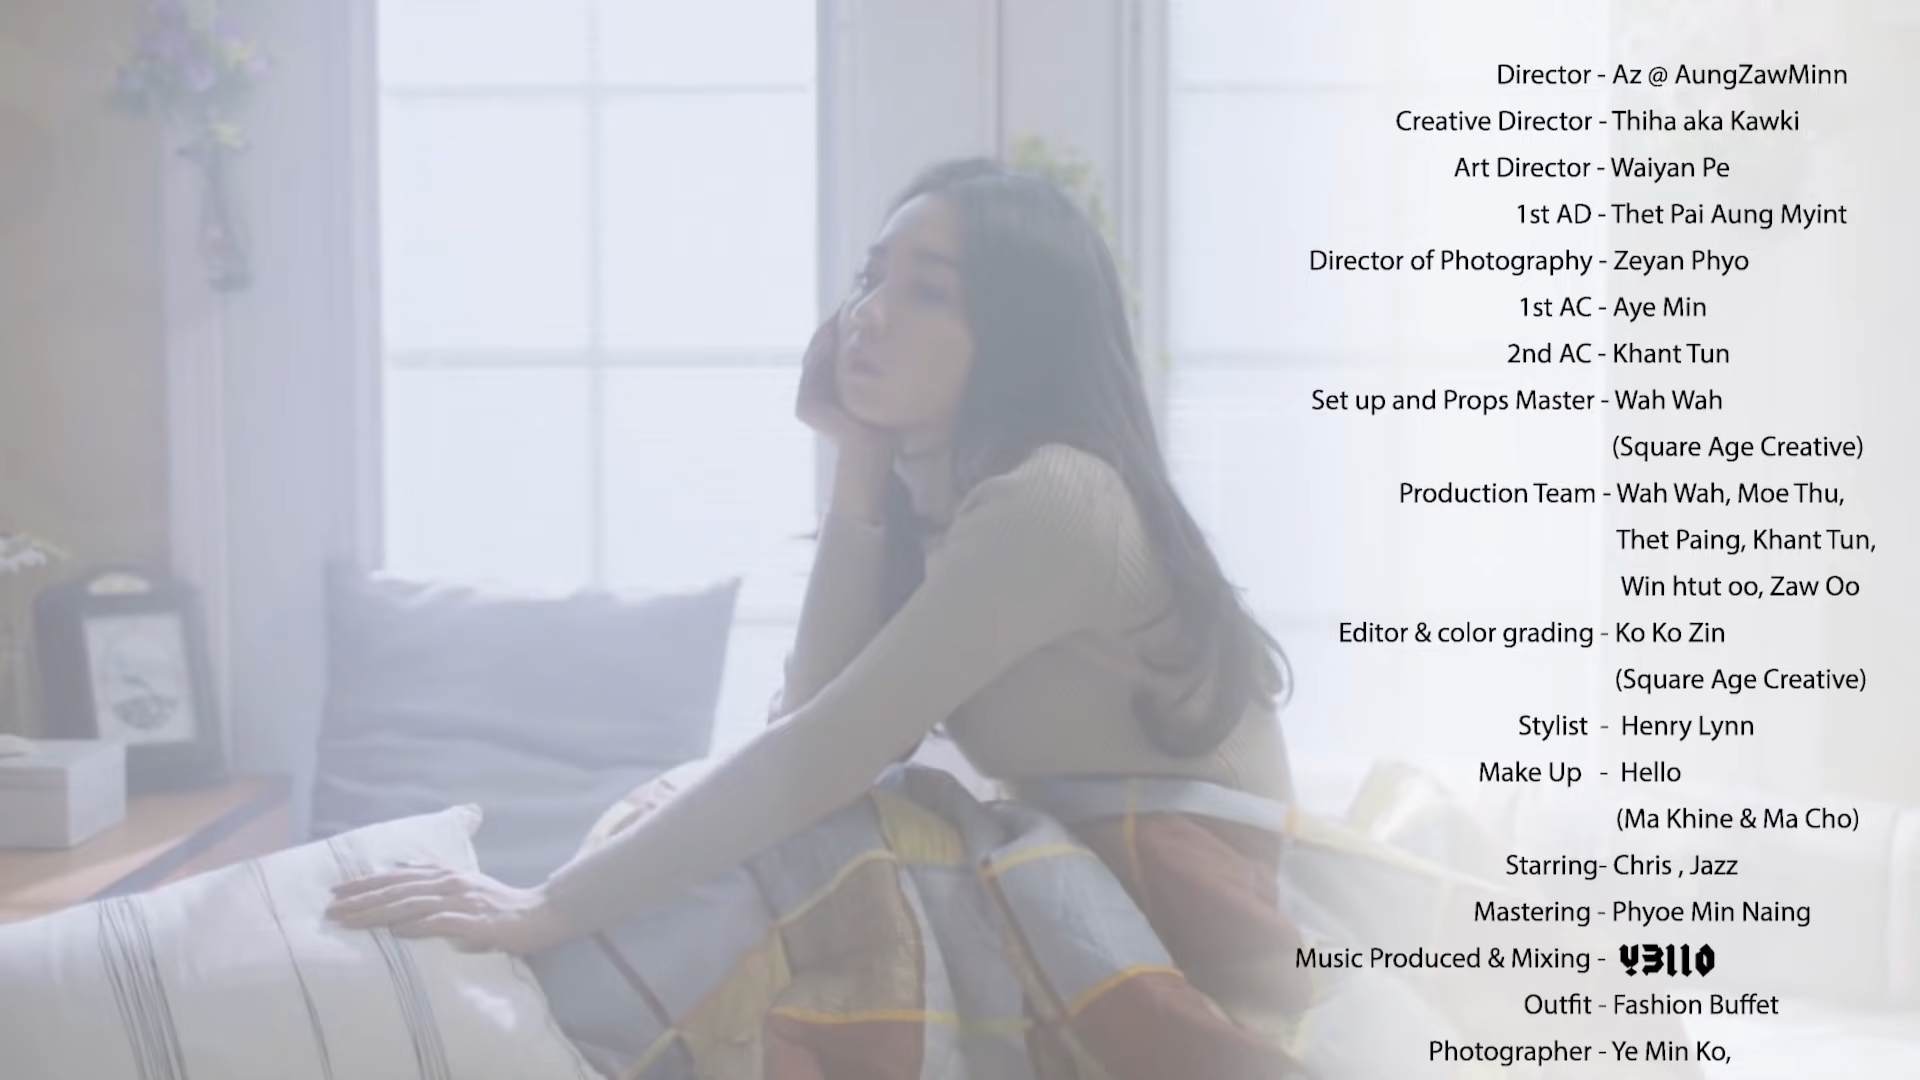 Director - Az @ AungZawMinn
Creative Director - Thiha aka Kawki
Art Director - Waiyan Pe
1st AD - Thet Pai Aung Myint
Director of Photography - Zeyan Phyo
1st AC - Aye Min
2nd AC - Khant Tun
Set up and Props Master - Wah Wah
(Square Age Creative)
Production Team - Wah Wah, Moe Thu,
Thet Paing, Khant Tun,
Win htut oo, Zaw Oo
Editor & color grading - Ko Ko Zin
(Square Age Creative)
Stylist - Henry Lynn
Make Up - Hello
(Ma Khine & Ma Cho)
Starring- Chris , Jazz
Mastering - Phyoe Min Naing
Music Produced & Mixing - Y3110
Outfit - Fashion Buffet
Photographer - Ye Min Ko,